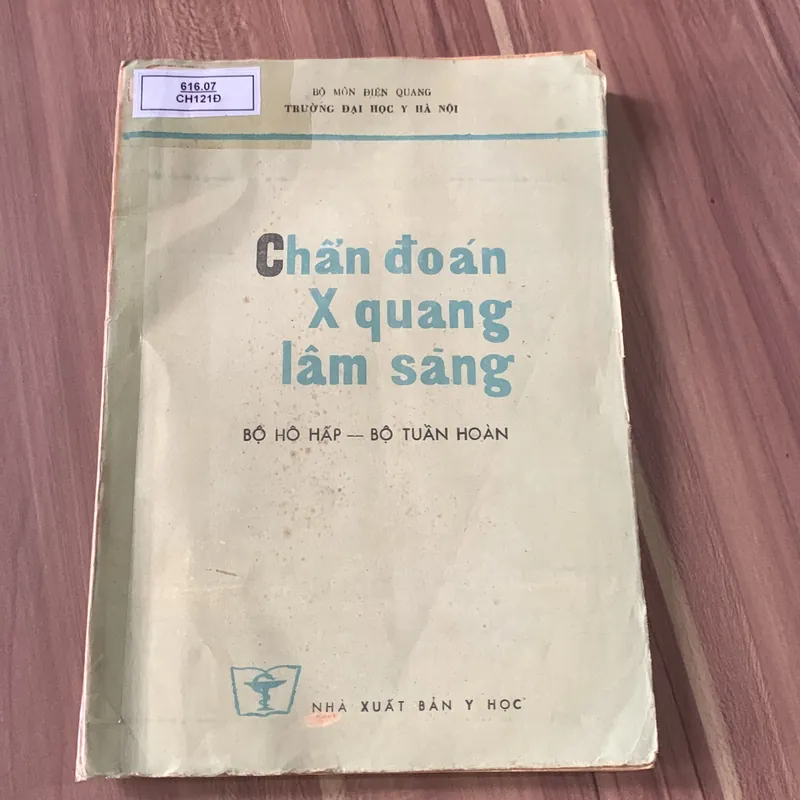 616.07
CH121Đ
BỘ MÔN ĐIỆN QUANG
TRƯỜNG ĐẠI HỌC Y HÀ NỘI
Chẩn đoán
X quang
lâm sàng
BỘ HÔ HẤP — BỘ TUẦN HOÀN
NHÀ XUẤT BẢN Y HỌC